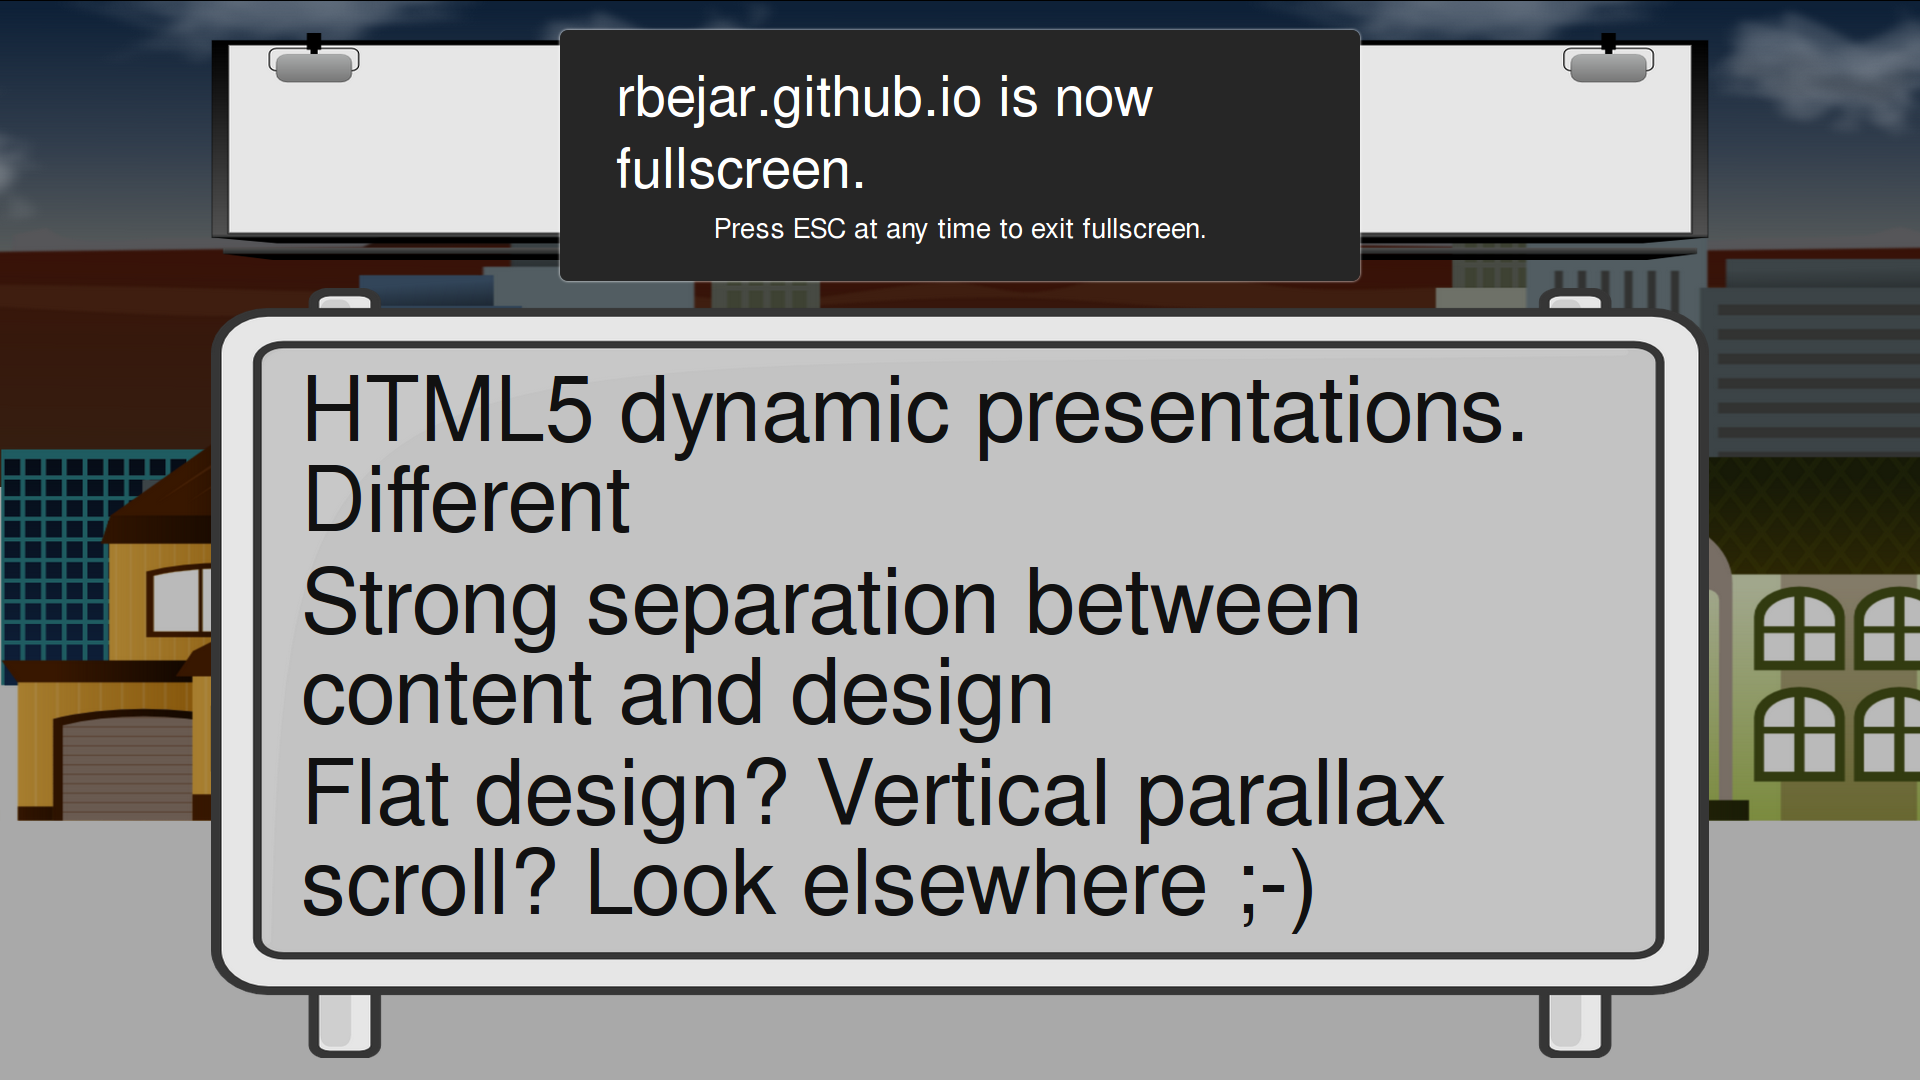 rbejar.github.io is now
fullscreen.
Press ESC at any time to exit fullscreen.
HTML5 dynamic presentations.
Different
Strong separation between
content and design
Flat design? Vertical parallax
scroll? Look elsewhere ;-)